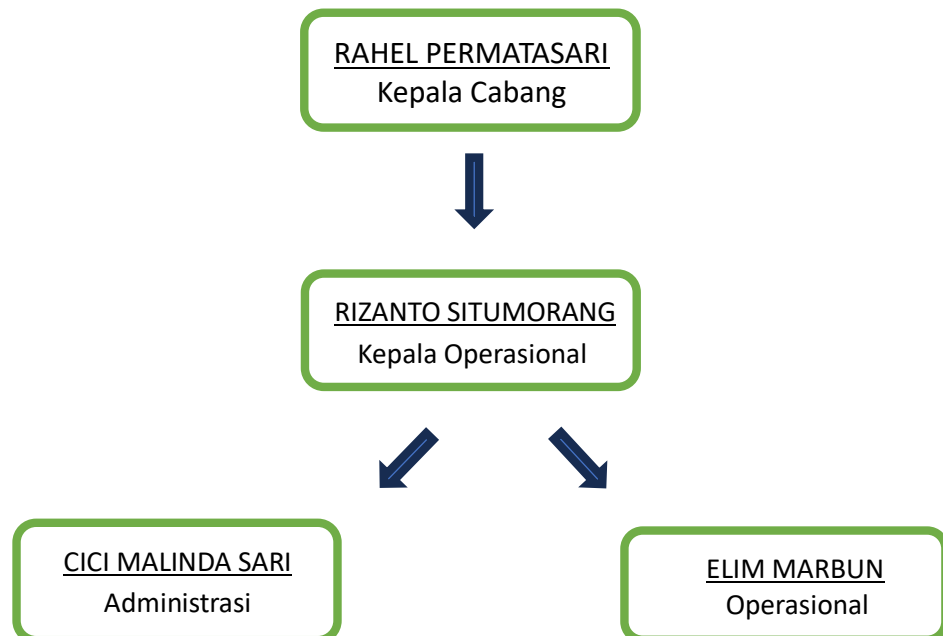 RAHEL PERMATASARI
Kepala Cabang
RIZANTO SITUMORANG
Kepala Operasional
CICI MALINDA SARI
Administrasi
ELIM MARBUN
Operasional